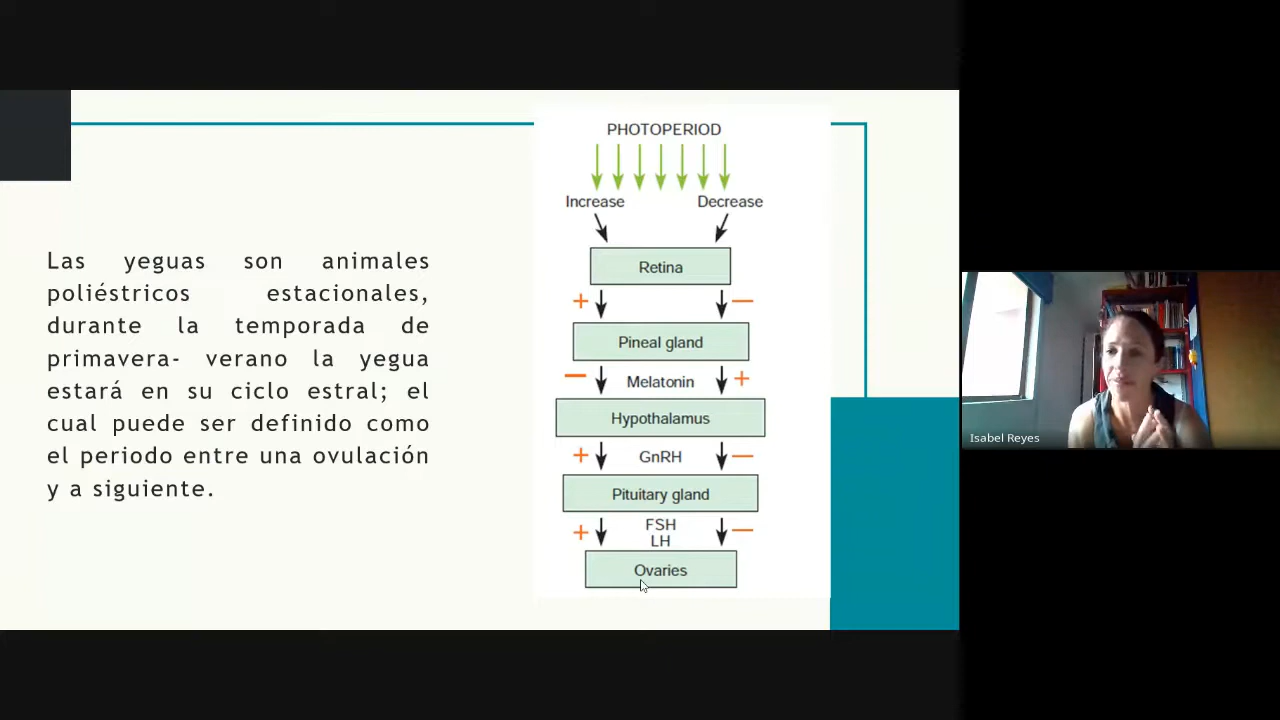 Las yeguas son animales
poliéstricos estacionales,
durante la temporada de
primavera- verano la yegua
estará en su ciclo estral; el
cual puede ser definido como
el periodo entre una ovulación
y a siguiente.
PHOTOPERIOD
Increase Decrease
Retina
+ —
Pineal gland
— Melatonin +
Hypothalamus
+ GnRH —
Pituitary gland
+ FSH —
LH
Ovaries
Isabel Reyes